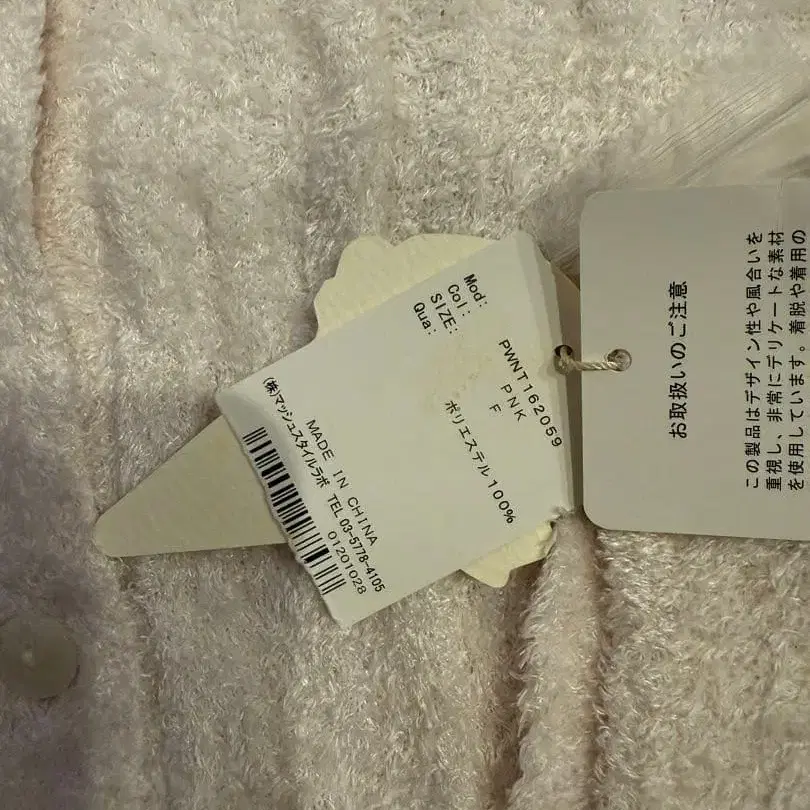 Mod: PWNT162059
Col: PNK
SIZE: F
Qua: ポリエステル100%
MADE IN CHINA
(株)マッシュスタイルラボ TEL 03-5778-4105
01201028
お取扱いのご注意
この製品はデザイン性や風合いを
重視し、非常にデリケートな素材
を使用しています。着脱や着用の